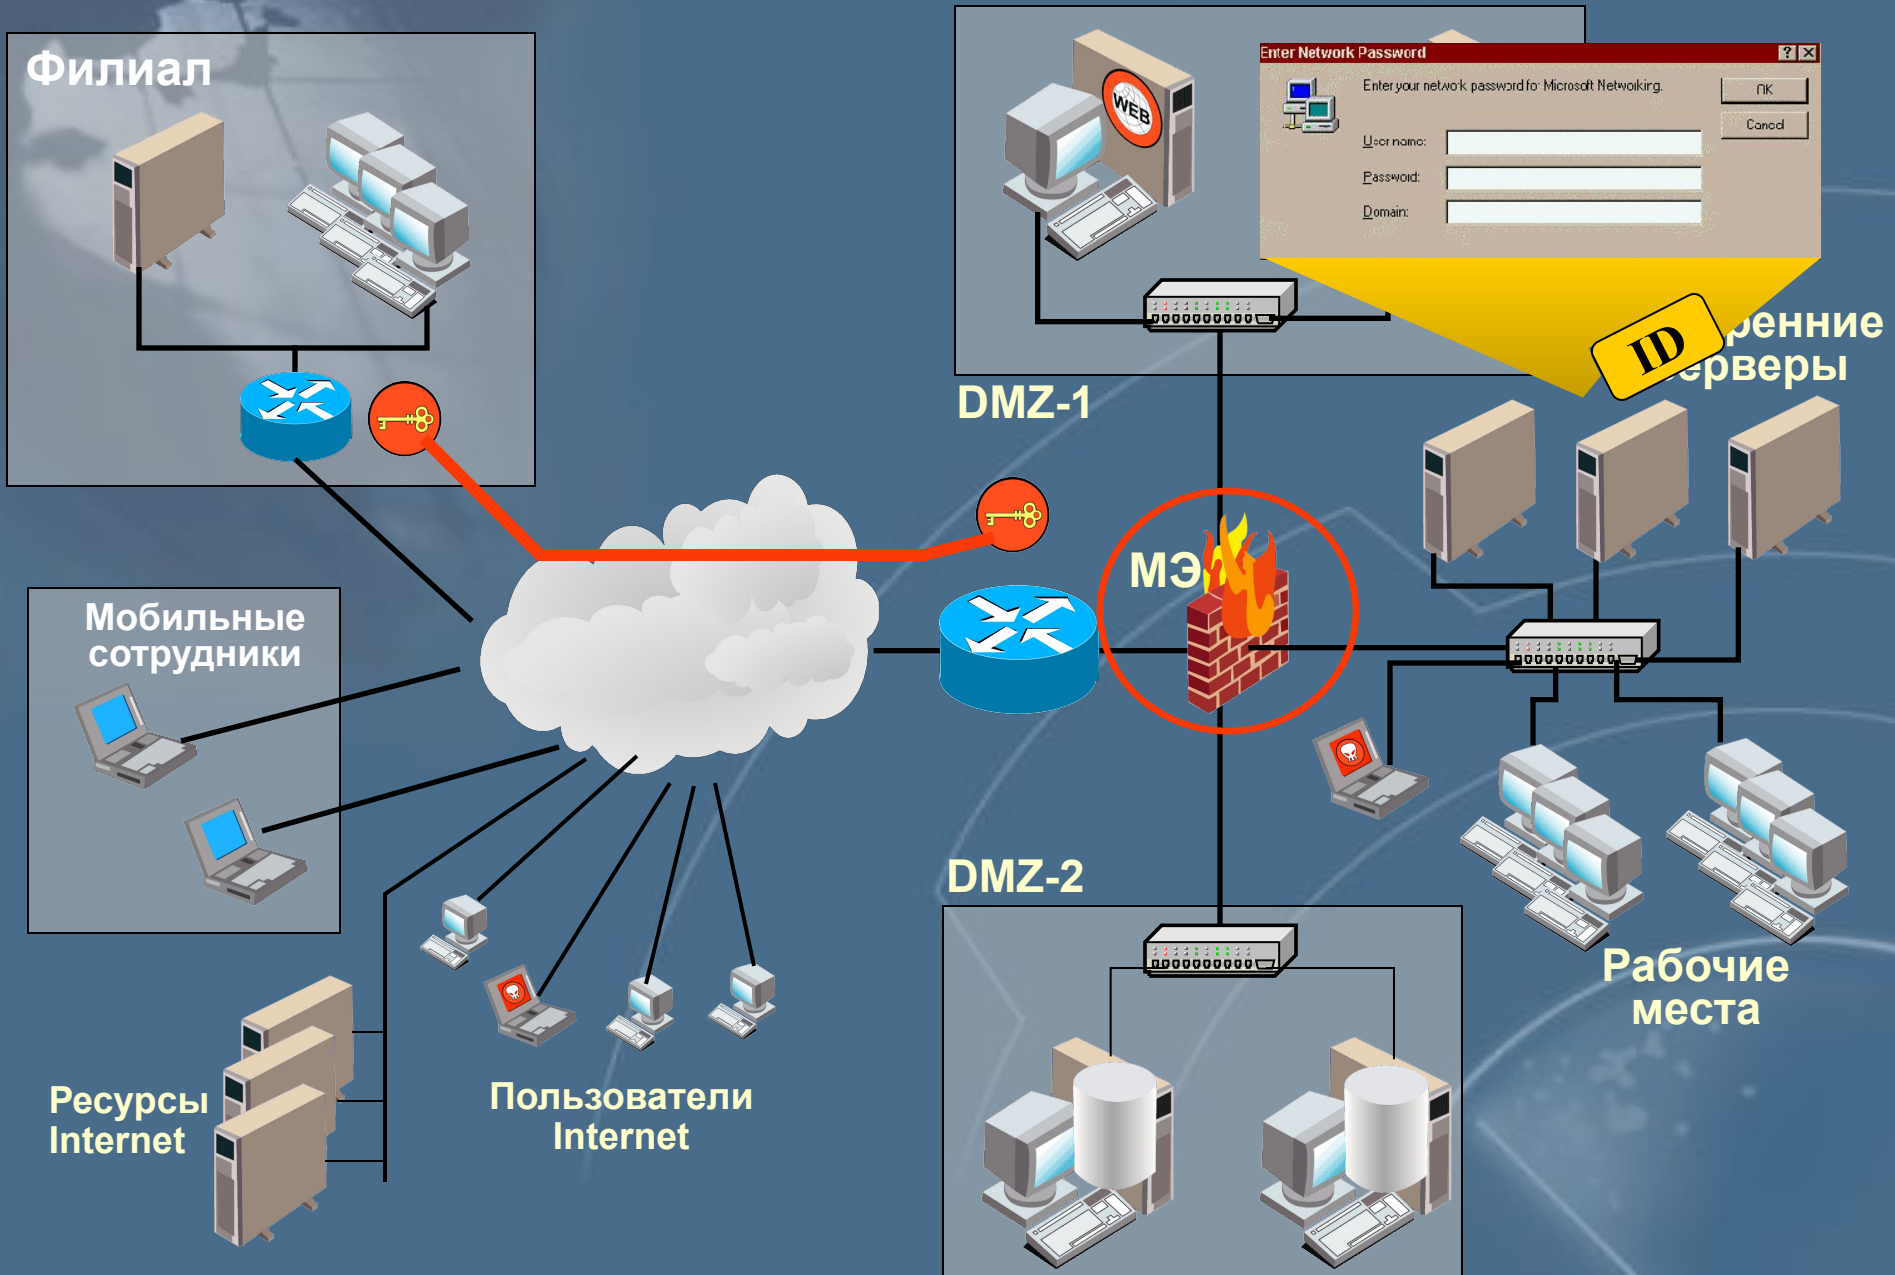 Филиал
WEB
Enter Network Password
Enter your network password for Microsoft Networking.
OK
Cancel
User name:
Password:
Domain:
ID
ренние
ерверы
DMZ-1
МЭ
Мобильные
сотрудники
DMZ-2
Рабочие
места
Ресурсы
Internet
Пользователи
Internet